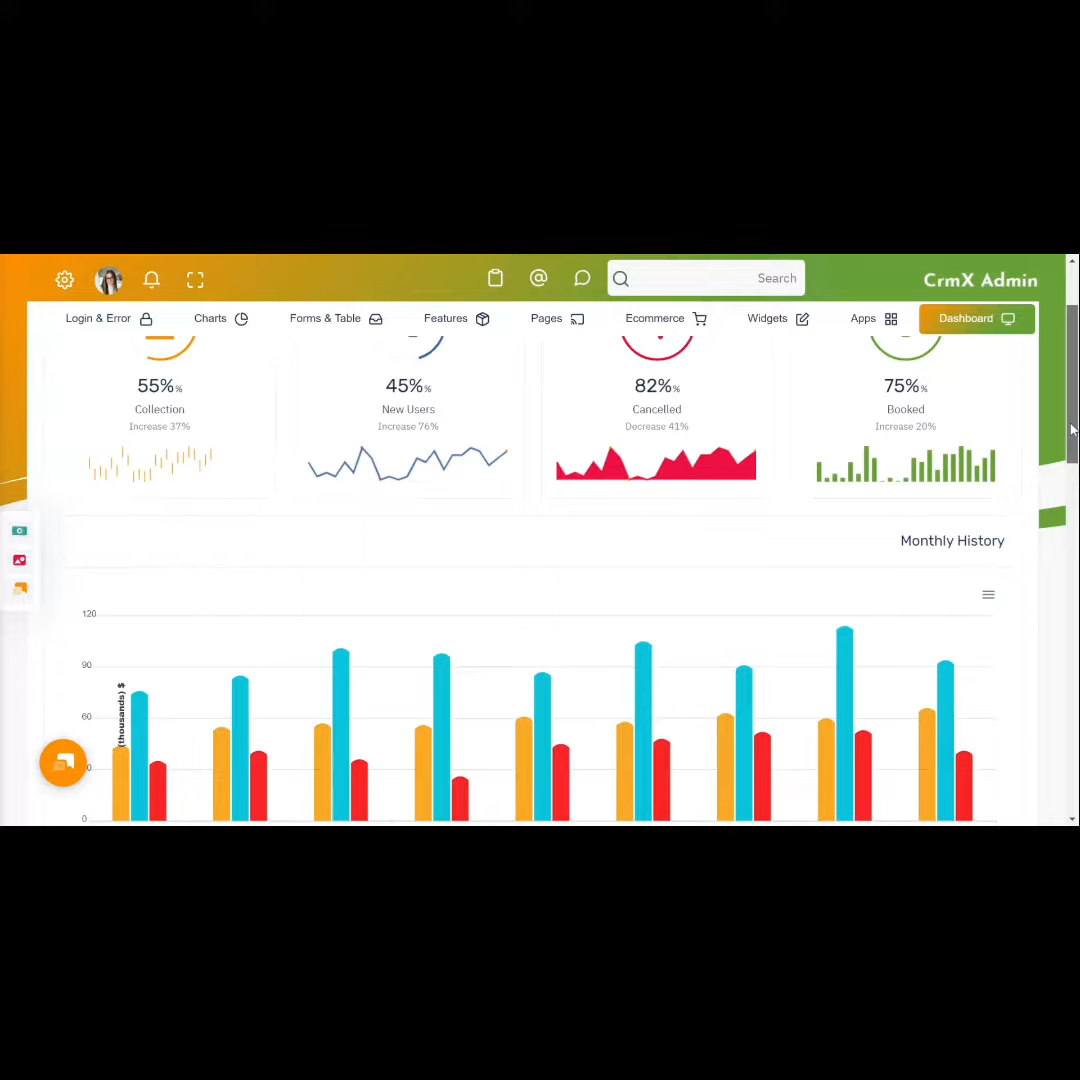 Search
CrmX Admin
Login & Error
Charts
Forms & Table
Features
Pages
Ecommerce
Widgets
Apps
Dashboard
55%%
Collection
Increase 37%
45%%
New Users
Increase 76%
82%%
Cancelled
Decrease 41%
75%%
Booked
Increase 20%
Monthly History
120
90
60
0
0
$ (thousands)